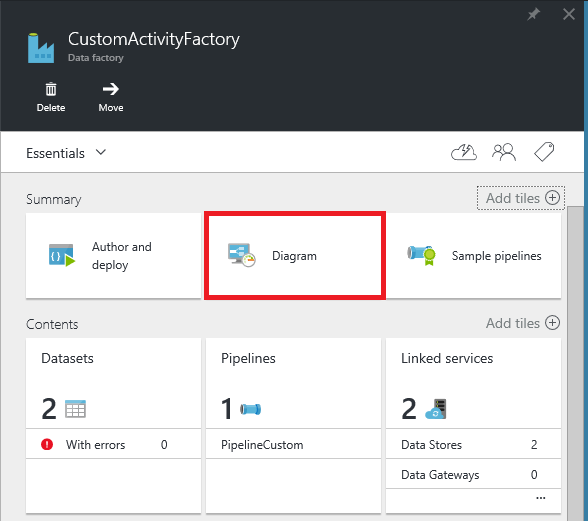 CustomActivityFactory
Data factory
Delete
Move
Essentials
Summary
Add tiles
Author and
deploy
Diagram
Sample pipelines
Contents
Add tiles
Datasets
2
With errors 0
Pipelines
1
PipelineCustom
Linked services
2
Data Stores 2
Data Gateways 0
...